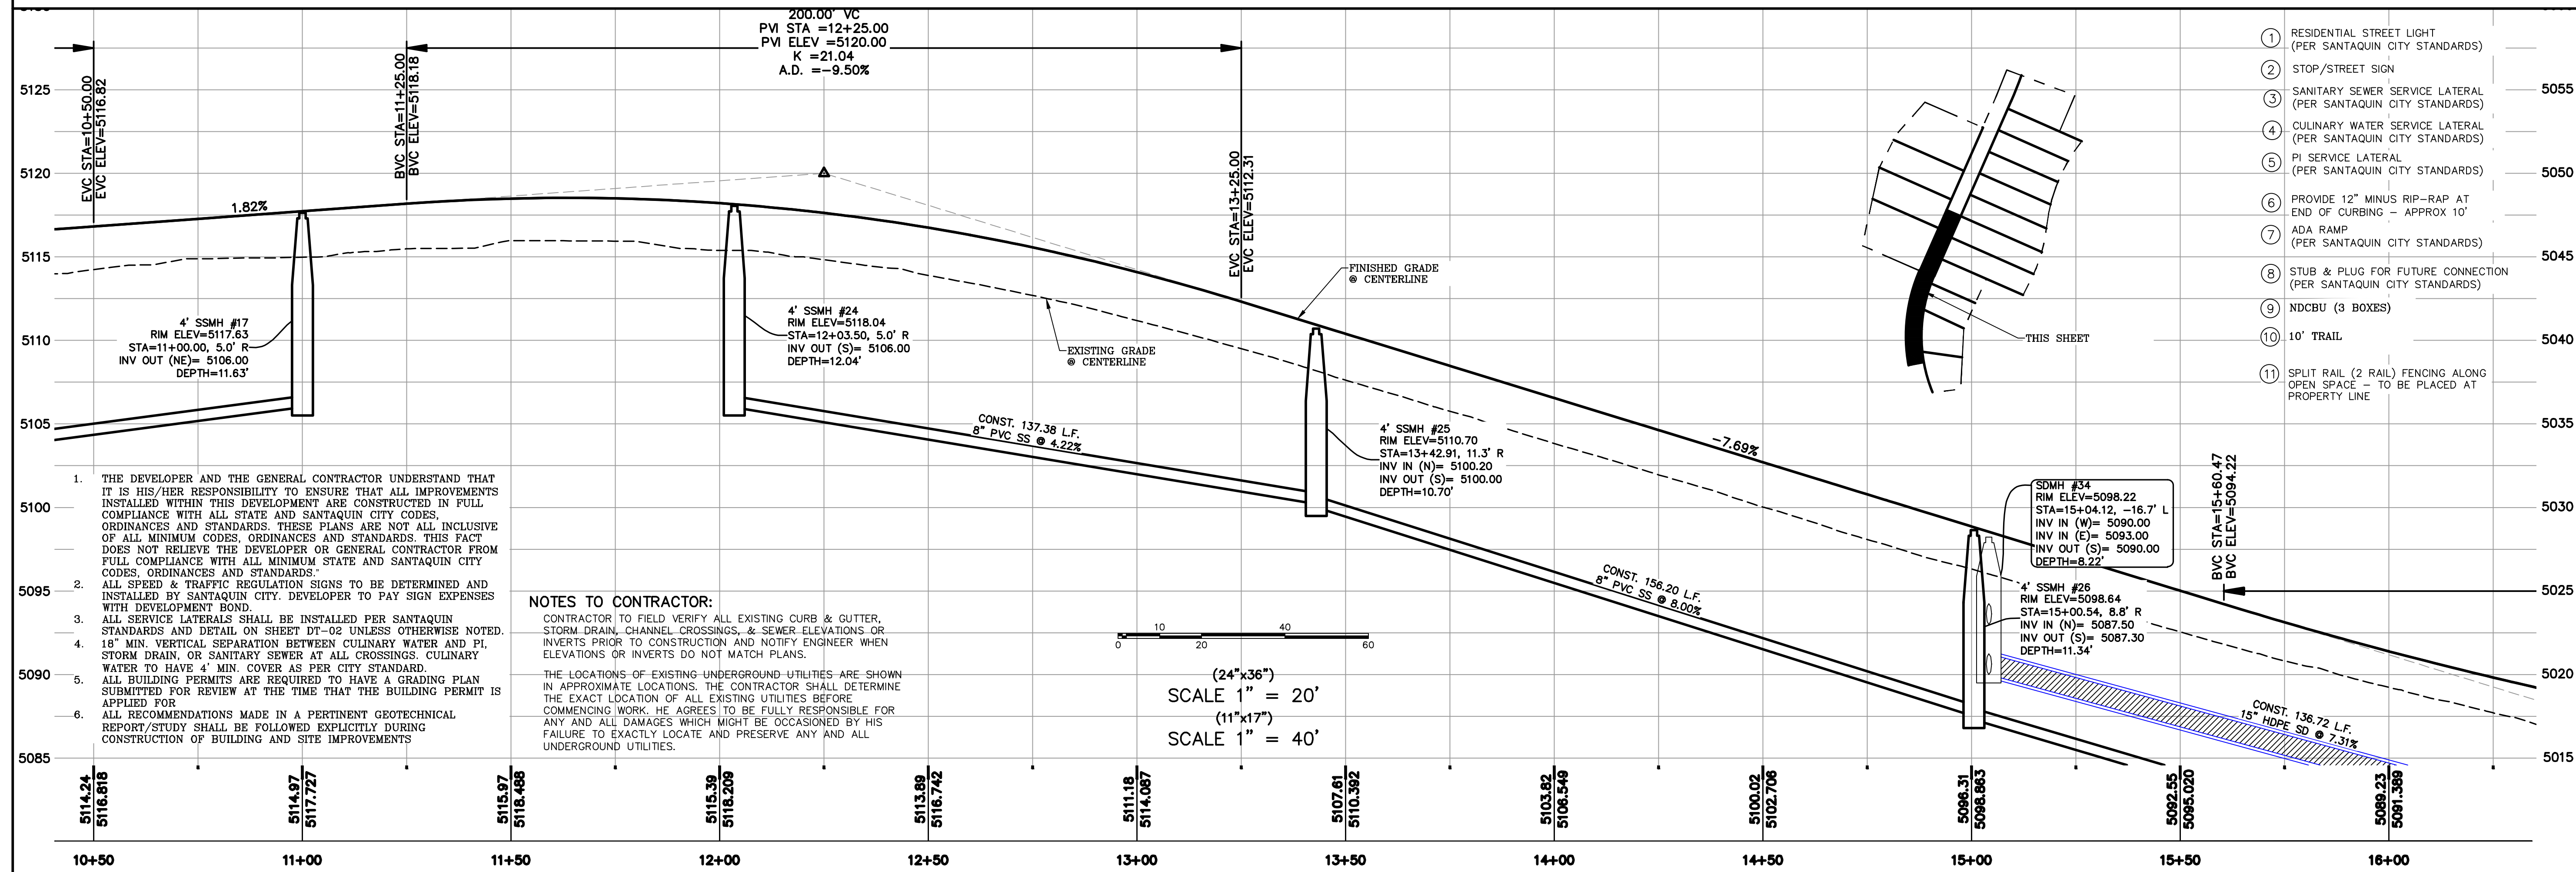 200.00' VC
PVI STA =12+25.00
PVI ELEV =5120.00
K =21.04
A.D. =-9.50%
EVC STA=10+50.00
EVC ELEV=5116.82
BVC STA=11+25.00
BVC ELEV=5118.18
EVC STA=13+25.00
EVC ELEV=5112.31
BVC STA=15+60.47
BVC ELEV=5094.22
5125
5120
5115
5110
5105
5100
5095
5090
5085
5055
5050
5045
5040
5035
5030
5025
5020
5015
1.82%
-7.69%
4' SSMH #17
RIM ELEV=5117.63
STA=11+00.00, 5.0' R
INV OUT (NE)= 5106.00
DEPTH=11.63'
4' SSMH #24
RIM ELEV=5118.04
STA=12+03.50, 5.0' R
INV OUT (S)= 5106.00
DEPTH=12.04'
EXISTING GRADE
@ CENTERLINE
FINISHED GRADE
@ CENTERLINE
CONST. 137.38 L.F.
8" PVC SS @ 4.22%
4' SSMH #25
RIM ELEV=5110.70
STA=13+42.91, 11.3' R
INV IN (N)= 5100.20
INV OUT (S)= 5100.00
DEPTH=10.70'
CONST. 156.20 L.F.
8" PVC SS @ 8.00%
SDMH #34
RIM ELEV=5098.22
STA=15+04.12, -16.7' L
INV IN (W)= 5090.00
INV IN (E)= 5093.00
INV OUT (S)= 5090.00
DEPTH=8.22'
4' SSMH #26
RIM ELEV=5098.64
STA=15+00.54, 8.8' R
INV IN (N)= 5087.50
INV OUT (S)= 5087.30
DEPTH=11.34'
CONST. 136.72 L.F.
15" HDPE SD @ 7.31%
THIS SHEET
1 RESIDENTIAL STREET LIGHT
(PER SANTAQUIN CITY STANDARDS)
2 STOP/STREET SIGN
3 SANITARY SEWER SERVICE LATERAL
(PER SANTAQUIN CITY STANDARDS)
4 CULINARY WATER SERVICE LATERAL
(PER SANTAQUIN CITY STANDARDS)
5 PI SERVICE LATERAL
(PER SANTAQUIN CITY STANDARDS)
6 PROVIDE 12" MINUS RIP-RAP AT
END OF CURBING - APPROX 10'
7 ADA RAMP
(PER SANTAQUIN CITY STANDARDS)
8 STUB & PLUG FOR FUTURE CONNECTION
(PER SANTAQUIN CITY STANDARDS)
9 NDCBU (3 BOXES)
10 10' TRAIL
11 SPLIT RAIL (2 RAIL) FENCING ALONG
OPEN SPACE - TO BE PLACED AT
PROPERTY LINE
1. THE DEVELOPER AND THE GENERAL CONTRACTOR UNDERSTAND THAT
IT IS HIS/HER RESPONSIBILITY TO ENSURE THAT ALL IMPROVEMENTS
INSTALLED WITHIN THIS DEVELOPMENT ARE CONSTRUCTED IN FULL
COMPLIANCE WITH ALL STATE AND SANTAQUIN CITY CODES,
ORDINANCES AND STANDARDS. THESE PLANS ARE NOT ALL INCLUSIVE
OF ALL MINIMUM CODES, ORDINANCES AND STANDARDS. THIS FACT
DOES NOT RELIEVE THE DEVELOPER OR GENERAL CONTRACTOR FROM
FULL COMPLIANCE WITH ALL MINIMUM STATE AND SANTAQUIN CITY
CODES, ORDINANCES AND STANDARDS."
2. ALL SPEED & TRAFFIC REGULATION SIGNS TO BE DETERMINED AND
INSTALLED BY SANTAQUIN CITY. DEVELOPER TO PAY SIGN EXPENSES
WITH DEVELOPMENT BOND.
3. ALL SERVICE LATERALS SHALL BE INSTALLED PER SANTAQUIN
STANDARDS AND DETAIL ON SHEET DT-02 UNLESS OTHERWISE NOTED.
4. 18" MIN. VERTICAL SEPARATION BETWEEN CULINARY WATER AND PI,
STORM DRAIN, OR SANITARY SEWER AT ALL CROSSINGS. CULINARY
WATER TO HAVE 4' MIN. COVER AS PER CITY STANDARD.
5. ALL BUILDING PERMITS ARE REQUIRED TO HAVE A GRADING PLAN
SUBMITTED FOR REVIEW AT THE TIME THAT THE BUILDING PERMIT IS
APPLIED FOR
6. ALL RECOMMENDATIONS MADE IN A PERTINENT GEOTECHNICAL
REPORT/STUDY SHALL BE FOLLOWED EXPLICITLY DURING
CONSTRUCTION OF BUILDING AND SITE IMPROVEMENTS
NOTES TO CONTRACTOR:
CONTRACTOR TO FIELD VERIFY ALL EXISTING CURB & GUTTER,
STORM DRAIN, CHANNEL CROSSINGS, & SEWER ELEVATIONS OR
INVERTS PRIOR TO CONSTRUCTION AND NOTIFY ENGINEER WHEN
ELEVATIONS OR INVERTS DO NOT MATCH PLANS.
THE LOCATIONS OF EXISTING UNDERGROUND UTILITIES ARE SHOWN
IN APPROXIMATE LOCATIONS. THE CONTRACTOR SHALL DETERMINE
THE EXACT LOCATION OF ALL EXISTING UTILITIES BEFORE
COMMENCING WORK. HE AGREES TO BE FULLY RESPONSIBLE FOR
ANY AND ALL DAMAGES WHICH MIGHT BE OCCASIONED BY HIS
FAILURE TO EXACTLY LOCATE AND PRESERVE ANY AND ALL
UNDERGROUND UTILITIES.
10 40
0 20 60
(24"x36")
SCALE 1" = 20'
(11"x17")
SCALE 1" = 40'
5114.24
5116.818
5114.97
5117.727
5115.97
5118.488
5115.39
5118.209
5113.89
5116.742
5111.18
5114.087
5107.61
5110.392
5103.82
5106.549
5100.02
5102.706
5096.31
5098.863
5092.55
5095.020
5089.23
5091.389
10+50 11+00 11+50 12+00 12+50 13+00 13+50 14+00 14+50 15+00 15+50 16+00